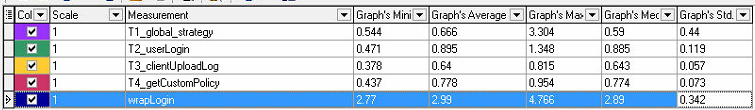 Col Scale Measurement Graph's Mini Graph's Average Graph's Ma Graph's Med Graph's Std.
1 T1_global_strategy 0.544 0.666 3.304 0.59 0.44
1 T2_userLogin 0.471 0.895 1.348 0.885 0.119
1 T3_clientUploadLog 0.378 0.64 0.815 0.643 0.057
1 T4_getCustomPolicy 0.437 0.778 0.954 0.774 0.073
1 wrapLogin 2.77 2.99 4.766 2.89 0.342